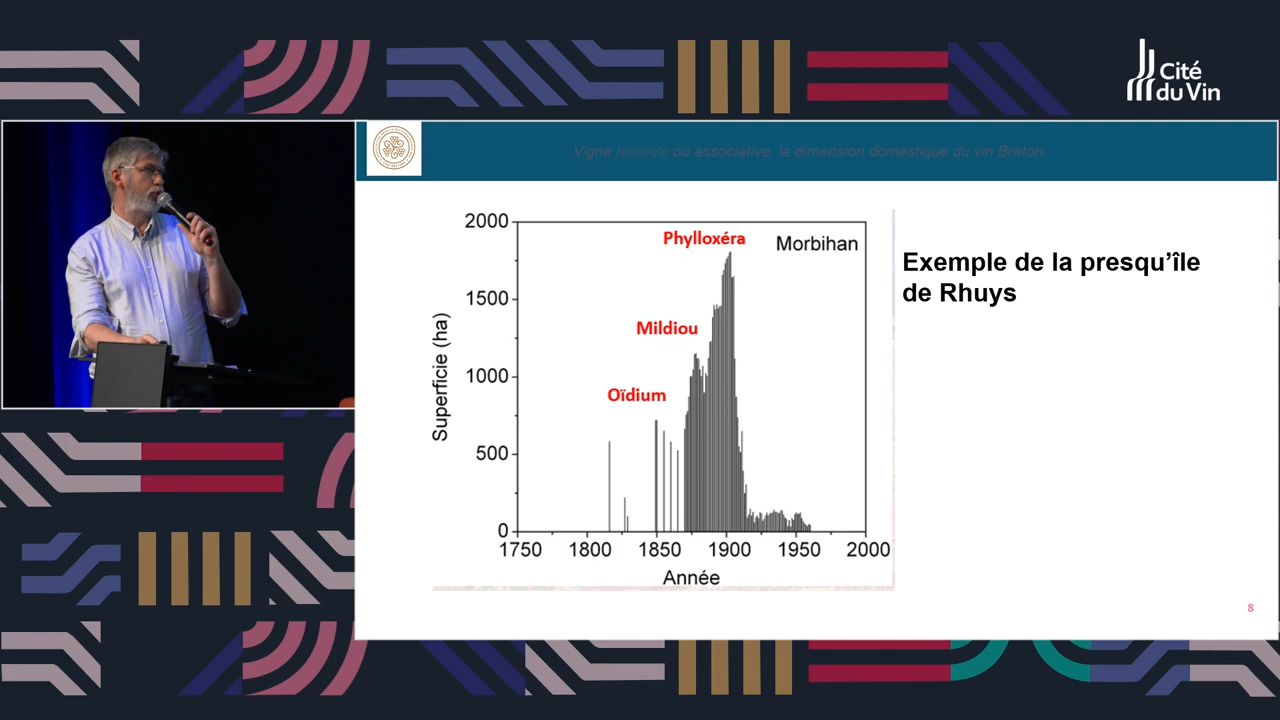 Cité
du Vin
Vigne familiale ou associative, la dimension domestique du vin Breton.
2000
1500
1000
500
0
Superficie (ha)
Phylloxéra
Morbihan
Mildiou
Oïdium
1750 1800 1850 1900 1950 2000
Année
Exemple de la presqu’île
de Rhuys
8